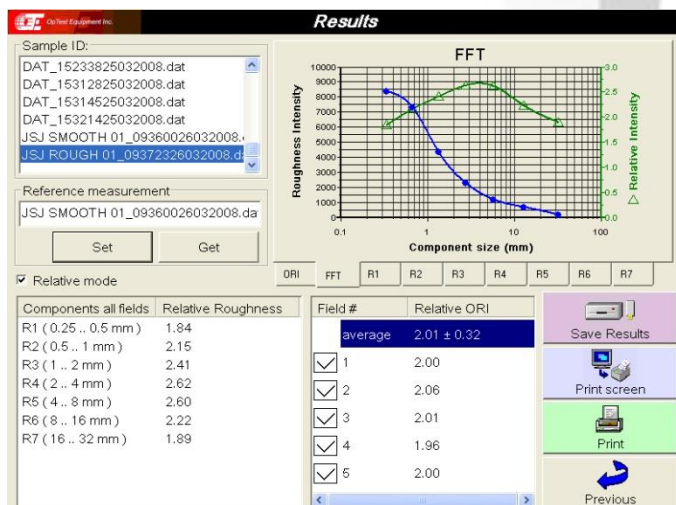 OpTest Equipment Inc.
Results
Sample ID:
DAT_15233825032008.dat
DAT_15312825032008.dat
DAT_15314525032008.dat
DAT_15321425032008.dat
JSJ SMOOTH 01_09360026032008.
JSJ ROUGH 01_09372326032008.da
Reference measurement
JSJ SMOOTH 01_09360026032008.da
Set
Get
Relative mode
FFT
Roughness Intensity
10000
9000
8000
7000
6000
5000
4000
3000
2000
1000
0
0.1
1
10
100
Component size (mm)
3.0
2.5
2.0
1.5
1.0
0.5
0.0
Relative Intensity
ORI FFT R1 R2 R3 R4 R5 R6 R7
Components all fields Relative Roughness
R1 ( 0.25 .. 0.5 mm ) 1.84
R2 ( 0.5 .. 1 mm ) 2.15
R3 ( 1 .. 2 mm ) 2.41
R4 ( 2 .. 4 mm ) 2.62
R5 ( 4 .. 8 mm ) 2.60
R6 ( 8 .. 16 mm ) 2.22
R7 ( 16 .. 32 mm ) 1.89
Field # Relative ORI
average 2.01 ± 0.32
1 2.00
2 2.06
3 2.01
4 1.96
5 2.00
Save Results
Print screen
Print
Previous